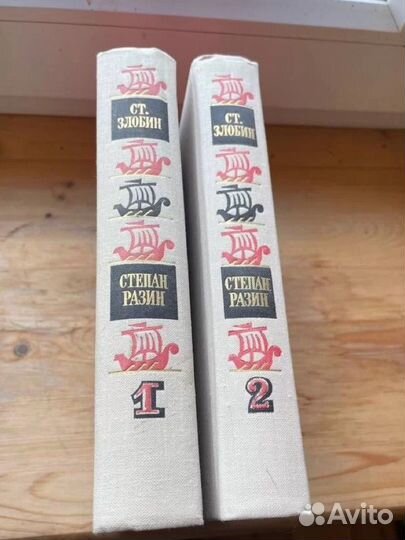 СТ.
ЗЛОБИН
СТЕПАН
РАЗИН
1
СТ.
ЗЛОБИН
СТЕПАН
РАЗИН
2
Avito